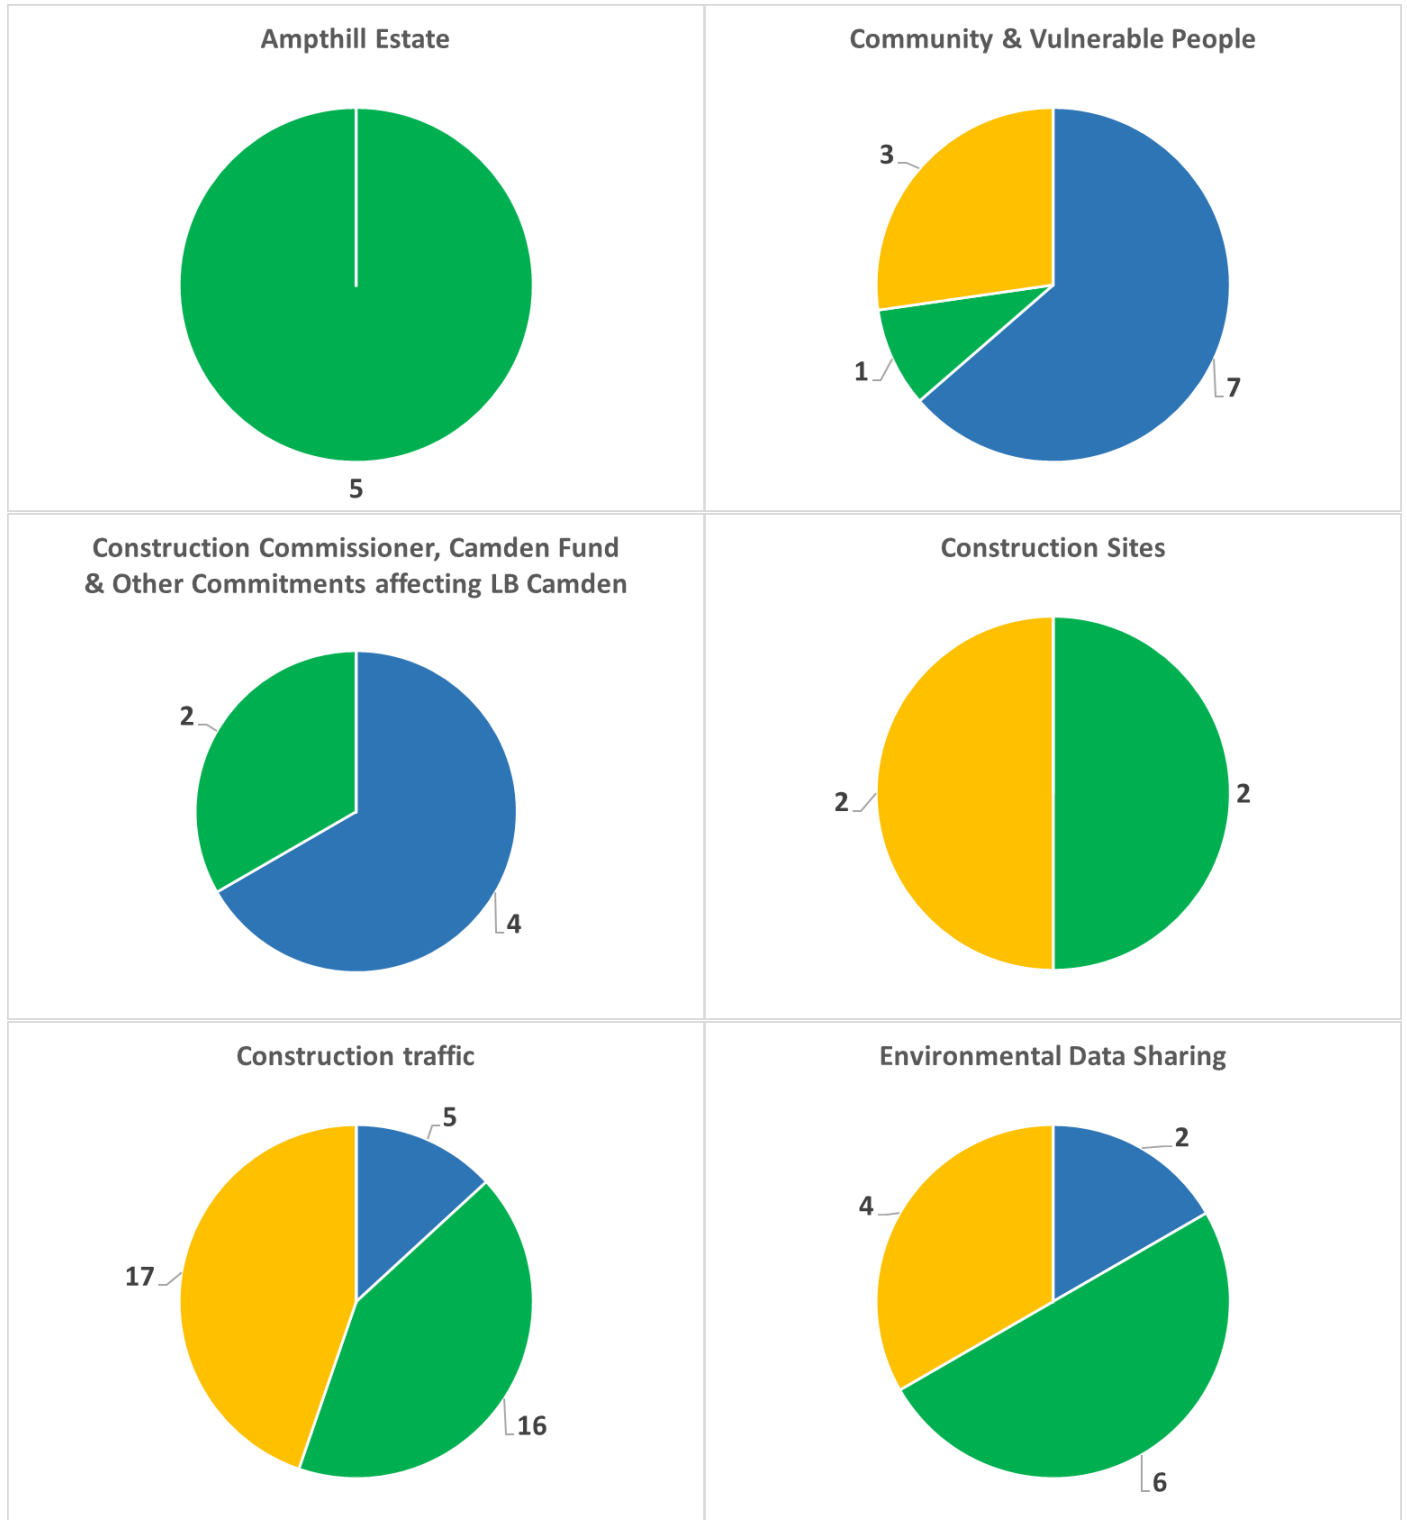 Ampthill Estate
5
Community & Vulnerable People
3
1
7
Construction Commissioner, Camden Fund
& Other Commitments affecting LB Camden
2
4
Construction Sites
2
2
Construction traffic
5
17
16
Environmental Data Sharing
2
4
6